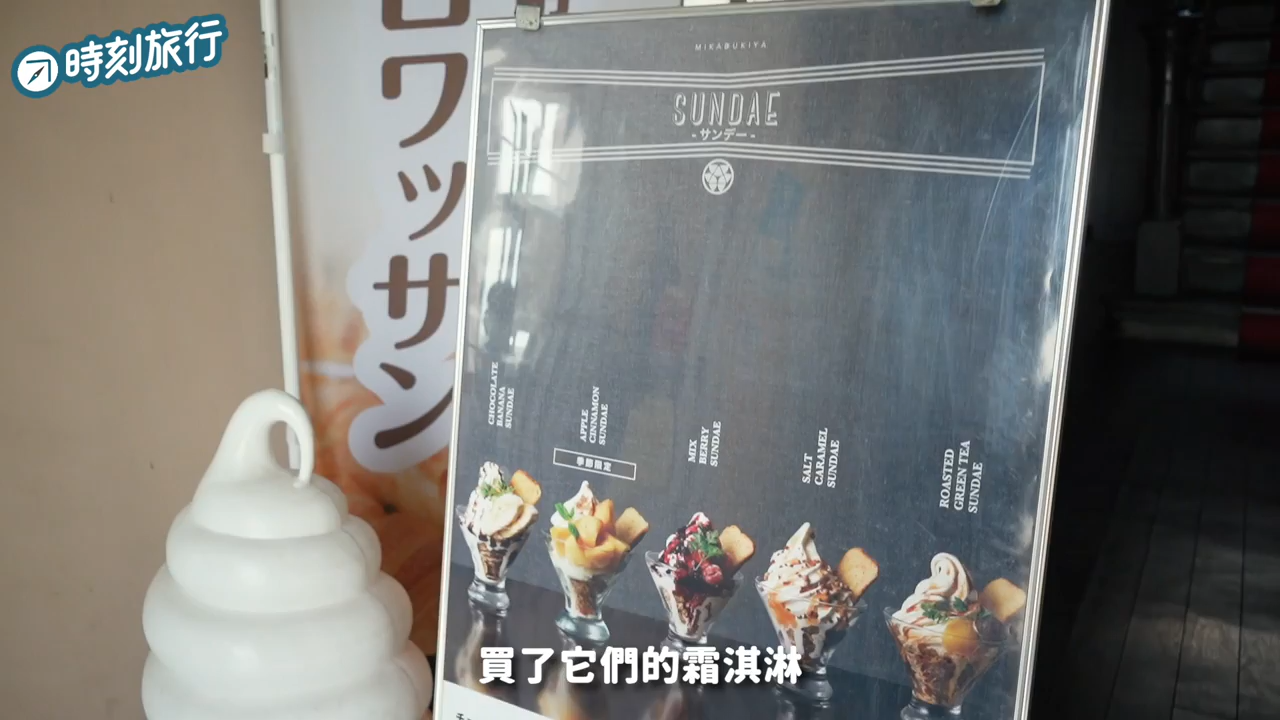 時刻旅行
ロワッサン
MIKABUKIYA
SUNDAE
-サンデー-
CHOCOLATE
BANANA
SUNDAE
APPLE
CINNAMON
SUNDAE
季節限定
MIX
BERRY
SUNDAE
SALT
CARAMEL
SUNDAE
ROASTED
GREEN TEA
SUNDAE
買了它們的霜淇淋